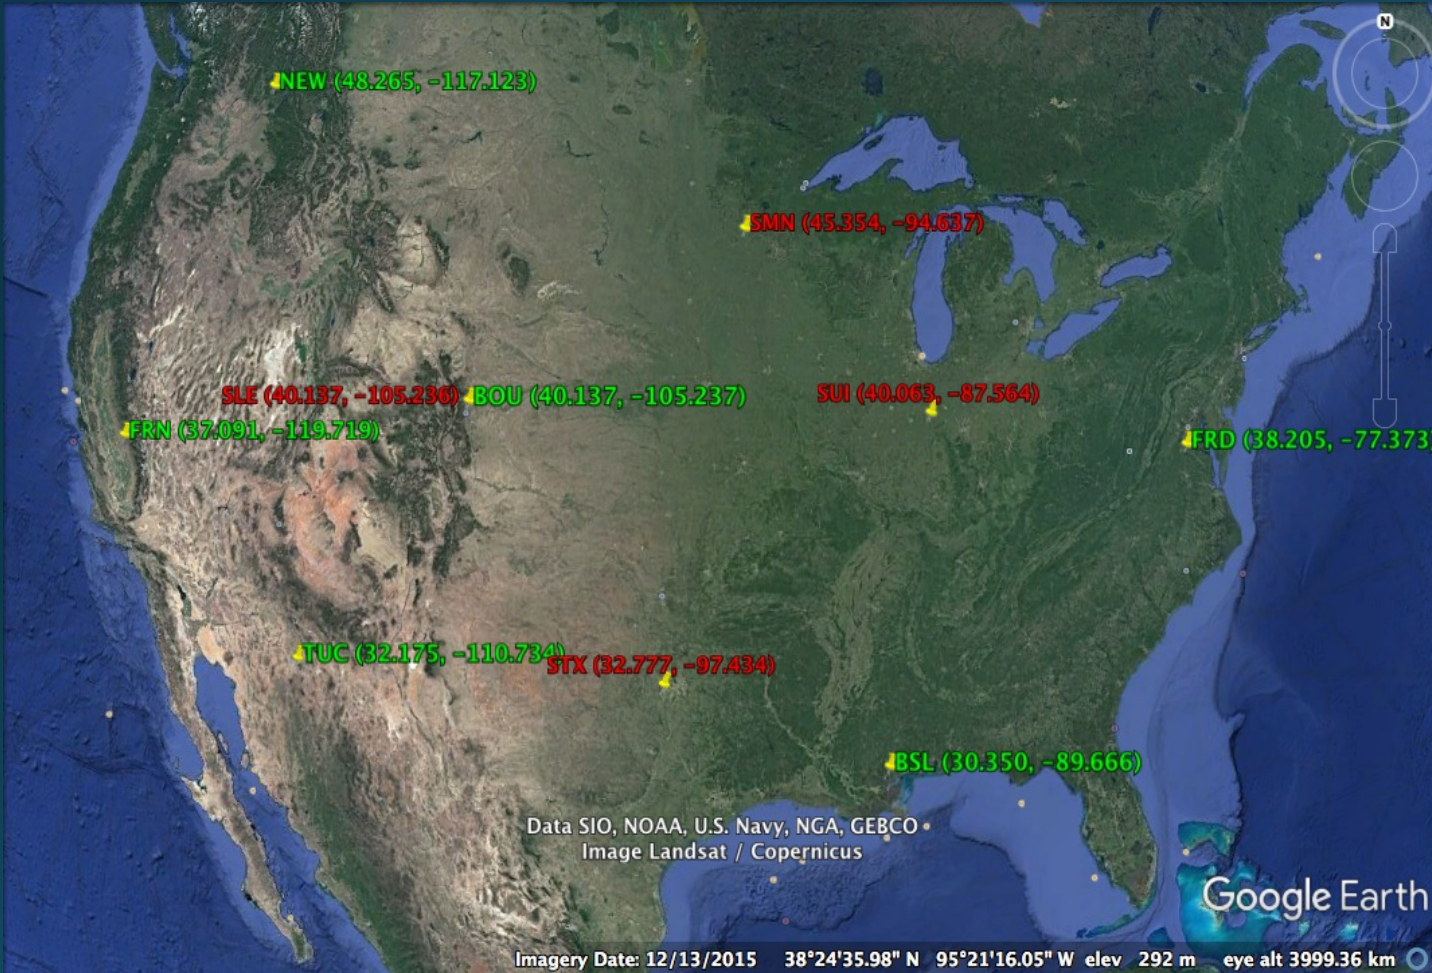 N
NEW (48.265, -117.123)
SMN (45.354, -94.637)
SLE (40.137, -105.236)
BOU (40.137, -105.237)
SUI (40.063, -87.564)
FRN (37.091, -119.719)
FRD (38.205, -77.373)
TUC (32.175, -110.734)
STX (32.777, -97.434)
BSL (30.350, -89.666)
Data SIO, NOAA, U.S. Navy, NGA, GEBCO
Image Landsat / Copernicus
Google Earth
Imagery Date: 12/13/2015 38°24'35.98" N 95°21'16.05" W elev 292 m eye alt 3999.36 km